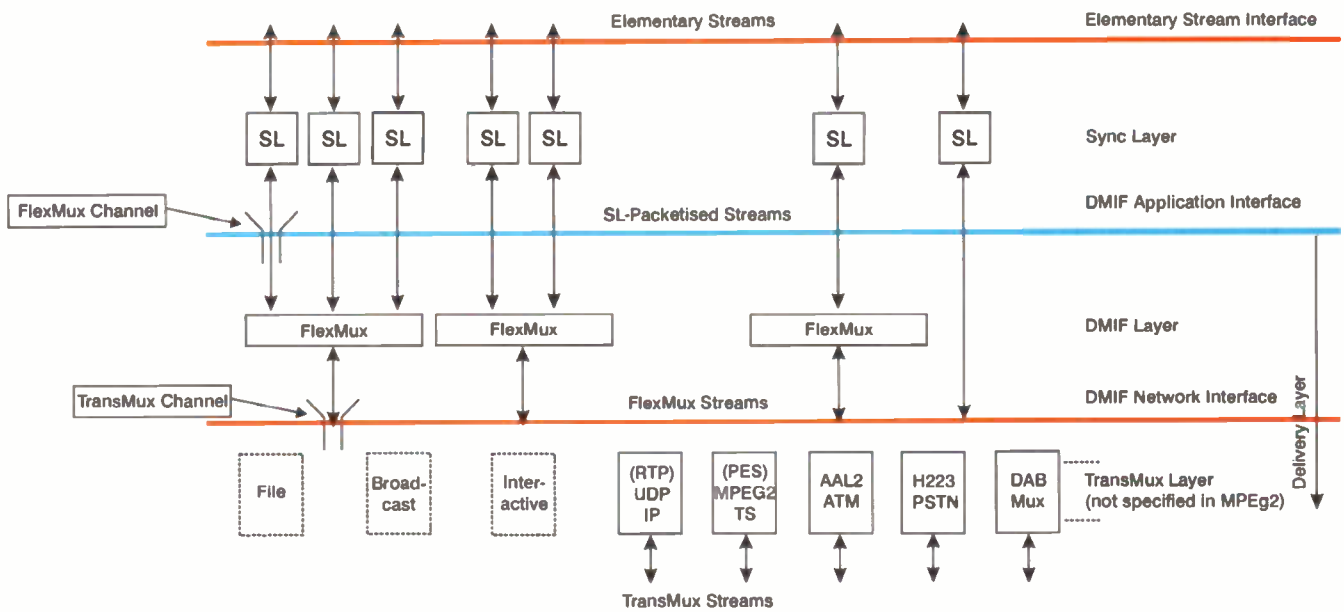 Elementary Streams
Elementary Stream Interface
SL SL SL SL SL SL SL
Sync Layer
FlexMux Channel
SL-Packetised Streams
DMIF Application Interface
FlexMux FlexMux FlexMux
DMIF Layer
TransMux Channel
FlexMux Streams
DMIF Network Interface
Delivery Layer
File
Broad-
cast
Inter-
active
(RTP)
UDP
IP
(PES)
MPEG2
TS
AAL2
ATM
H223
PSTN
DAB
Mux
TransMux Layer
(not specified in MPEg2)
TransMux Streams